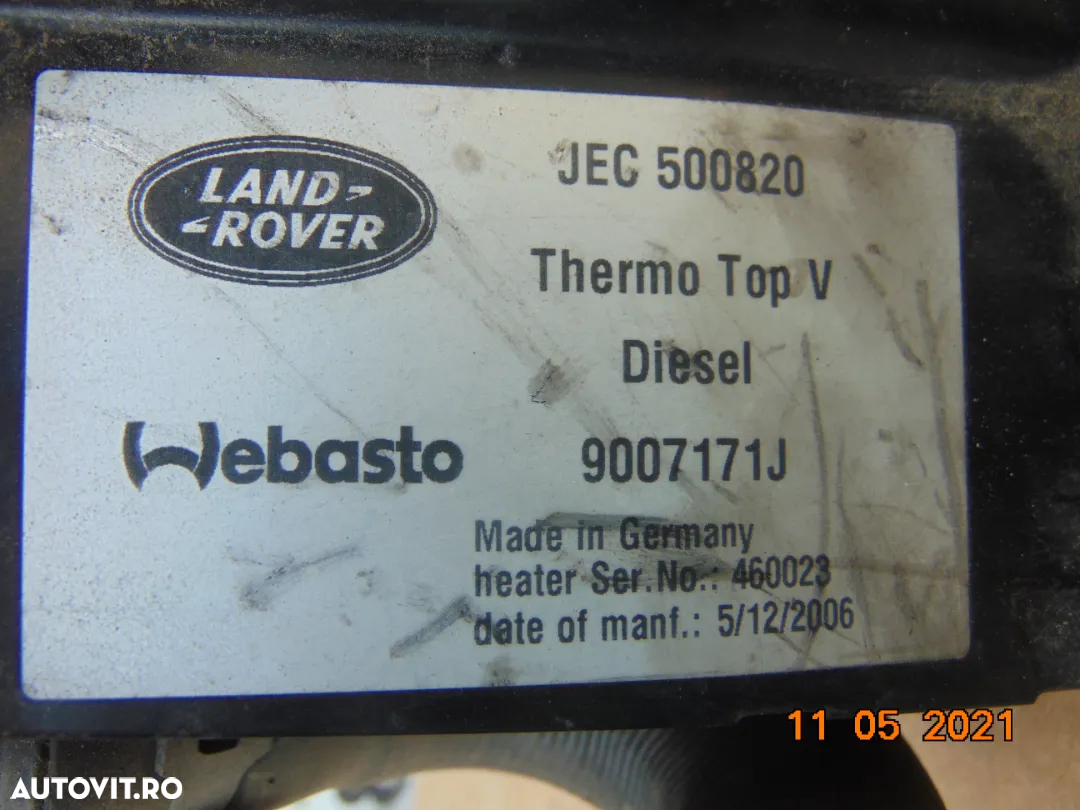 LAND
ROVER
JEC 500820
Thermo Top V
Diesel
Webasto
9007171J
Made in Germany
heater Ser.No.: 460023
date of manf.: 5/12/2006
11 05 2021
AUTOVIT.RO